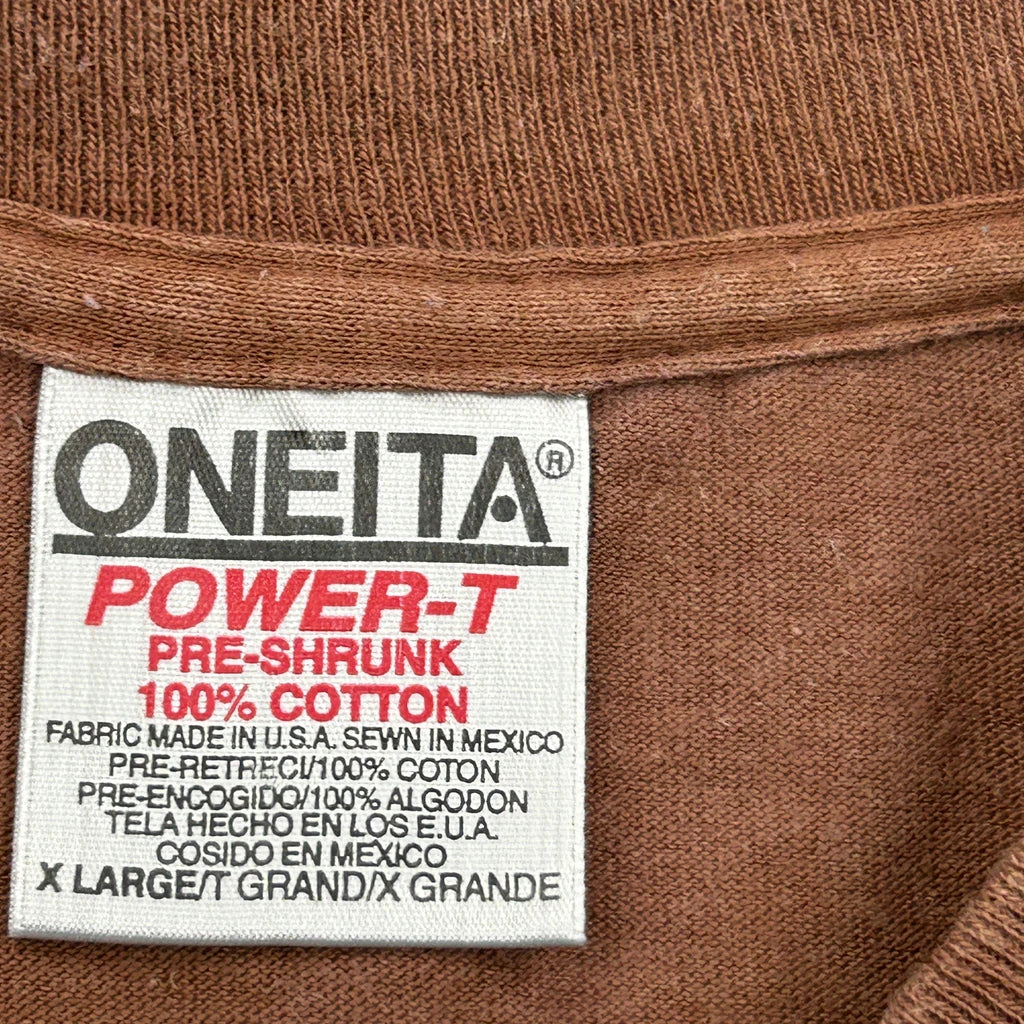 ONEITA®
POWER-T
PRE-SHRUNK
100% COTTON
FABRIC MADE IN U.S.A. SEWN IN MEXICO
PRE-RETRECI/100% COTON
PRE-ENCOGIDO/100% ALGODON
TELA HECHO EN LOS E.U.A.
COSIDO EN MEXICO
X LARGE/T GRAND/X GRANDE